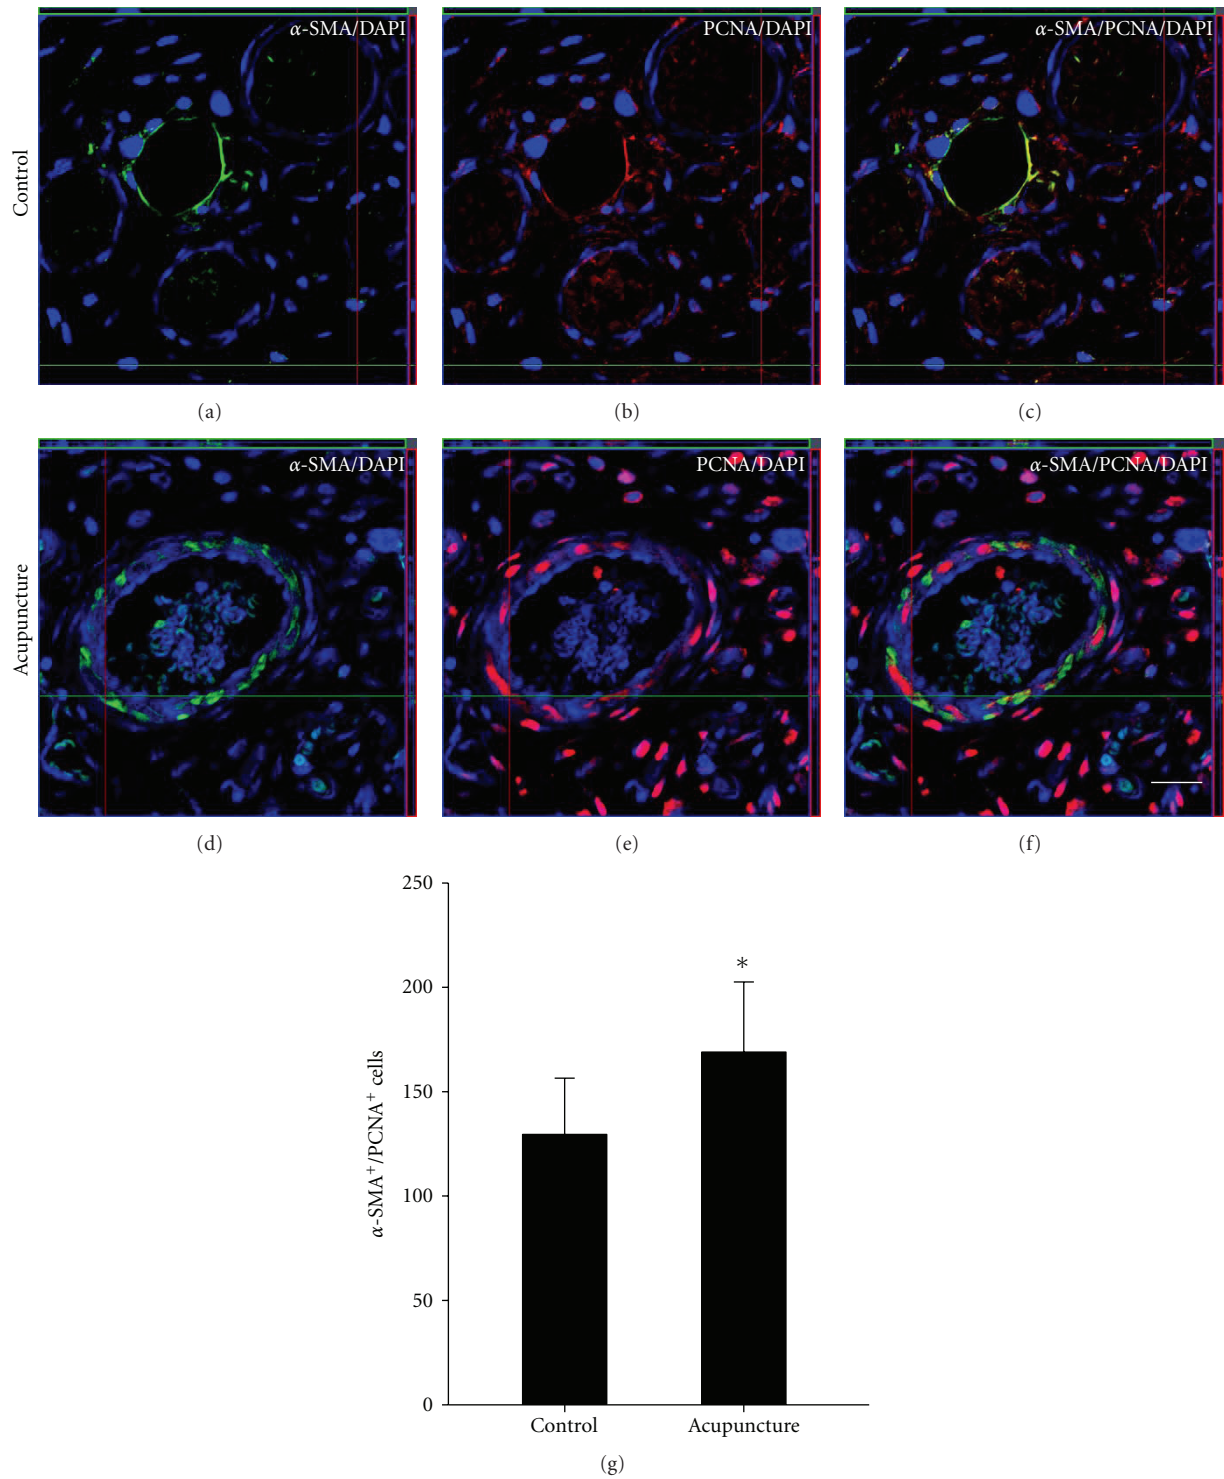 α-SMA/DAPI
PCNA/DAPI
α-SMA/PCNA/DAPI
Control
(a)
(b)
(c)
α-SMA/DAPI
PCNA/DAPI
α-SMA/PCNA/DAPI
Acupuncture
(d)
(e)
(f)
250
200
150
100
50
0
α-SMA⁺/PCNA⁺ cells
*
Control
Acupuncture
(g)